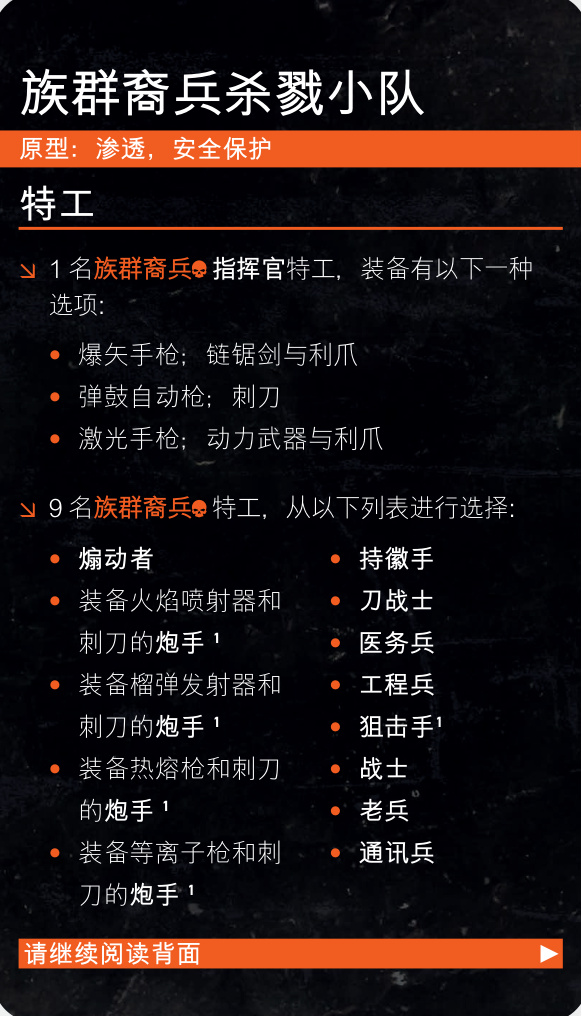 族群裔兵杀戮小队
原型：渗透，安全保护
特工
1 名族群裔兵 指挥官特工，装备有以下一种
选项:
• 爆矢手枪；链锯剑与利爪
• 弹鼓自动枪；刺刀
• 激光手枪；动力武器与利爪
9 名族群裔兵 特工，从以下列表进行选择:
• 煽动者
• 装备火焰喷射器和
刺刀的炮手 ¹
• 装备榴弹发射器和
刺刀的炮手 ¹
• 装备热熔枪和刺刀
的炮手 ¹
• 装备等离子枪和刺
刀的炮手 ¹
• 持徽手
• 刀战士
• 医务兵
• 工程兵
• 狙击手¹
• 战士
• 老兵
• 通讯兵
请继续阅读背面